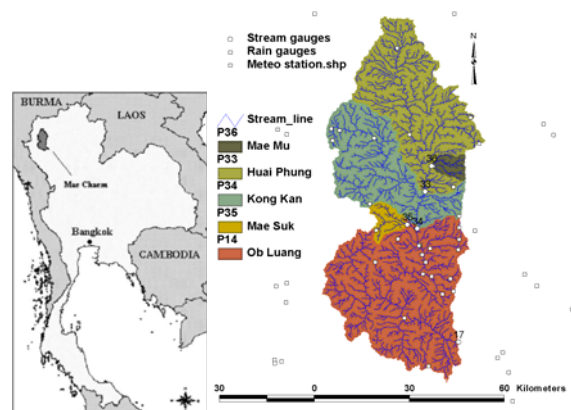 BURMA
LAOS
Mae Chaem
Bangkok
CAMBODIA
Stream gauges
Rain gauges
Meteo station.shp
N
Stream_line
P36
Mae Mu
P33
Huai Phung
P34
Kong Kan
P35
Mae Suk
P14
Ob Luang
36
33
35
34
17
30 0 30 60 Kilometers